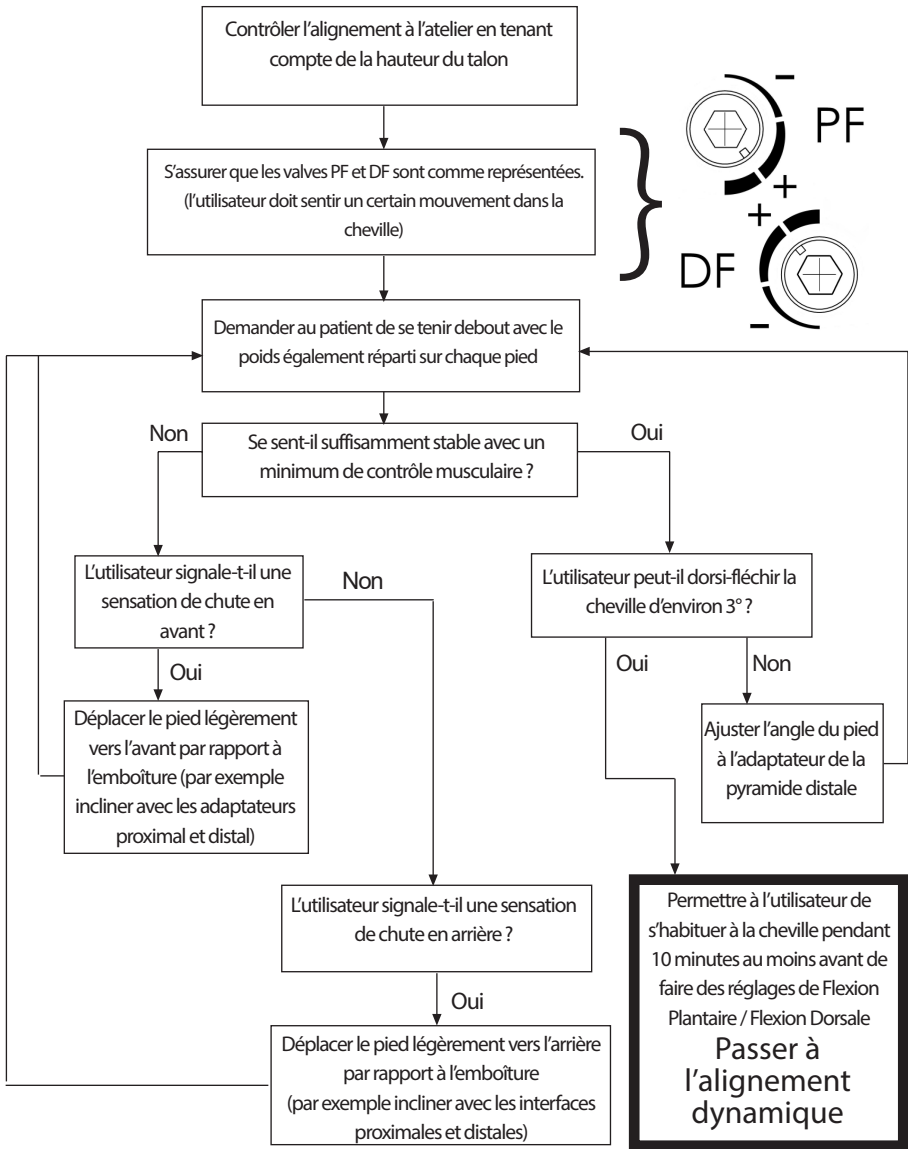 Contrôler l'alignement à l'atelier en tenant
compte de la hauteur du talon
S'assurer que les valves PF et DF sont comme représentées.
(l'utilisateur doit sentir un certain mouvement dans la
cheville)
-
PF
+
+
DF
-
Demander au patient de se tenir debout avec le
poids également réparti sur chaque pied
Non
Se sent-il suffisamment stable avec un
minimum de contrôle musculaire ?
Oui
L'utilisateur signale-t-il une
sensation de chute en
avant ?
Non
L'utilisateur peut-il dorsi-fléchir la
cheville d'environ 3° ?
Oui
Oui
Non
Déplacer le pied légèrement
vers l'avant par rapport à
l'emboîture (par exemple
incliner avec les adaptateurs
proximal et distal)
Ajuster l'angle du pied
à l'adaptateur de la
pyramide distale
L'utilisateur signale-t-il une sensation
de chute en arrière ?
Oui
Déplacer le pied légèrement vers l'arrière
par rapport à l'emboîture
(par exemple incliner avec les interfaces
proximales et distales)
Permettre à l'utilisateur de
s'habituer à la cheville pendant
10 minutes au moins avant de
faire des réglages de Flexion
Plantaire / Flexion Dorsale
Passer à
l'alignement
dynamique